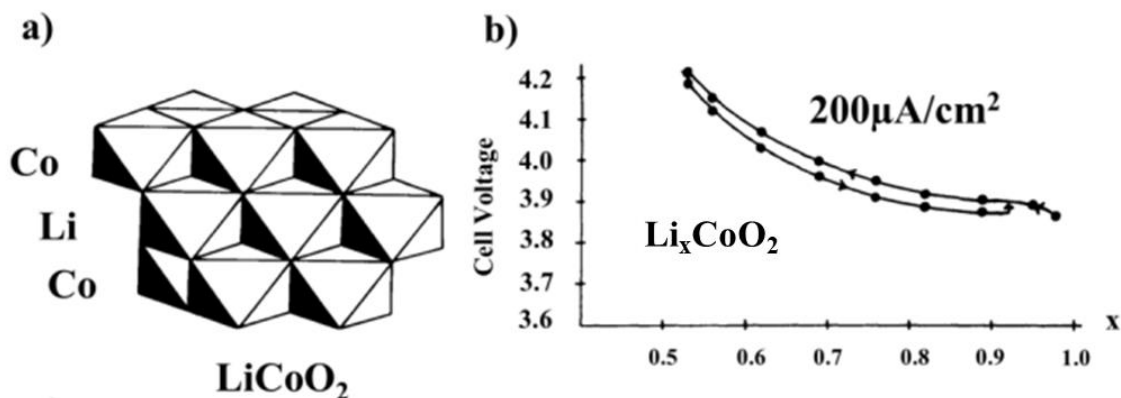 a)
Co
Li
Co
LiCoO₂
b)
Cell Voltage
4.2
4.1
4.0
3.9
3.8
3.7
3.6
200μA/cm²
LiₓCoO₂
x
0.5
0.6
0.7
0.8
0.9
1.0